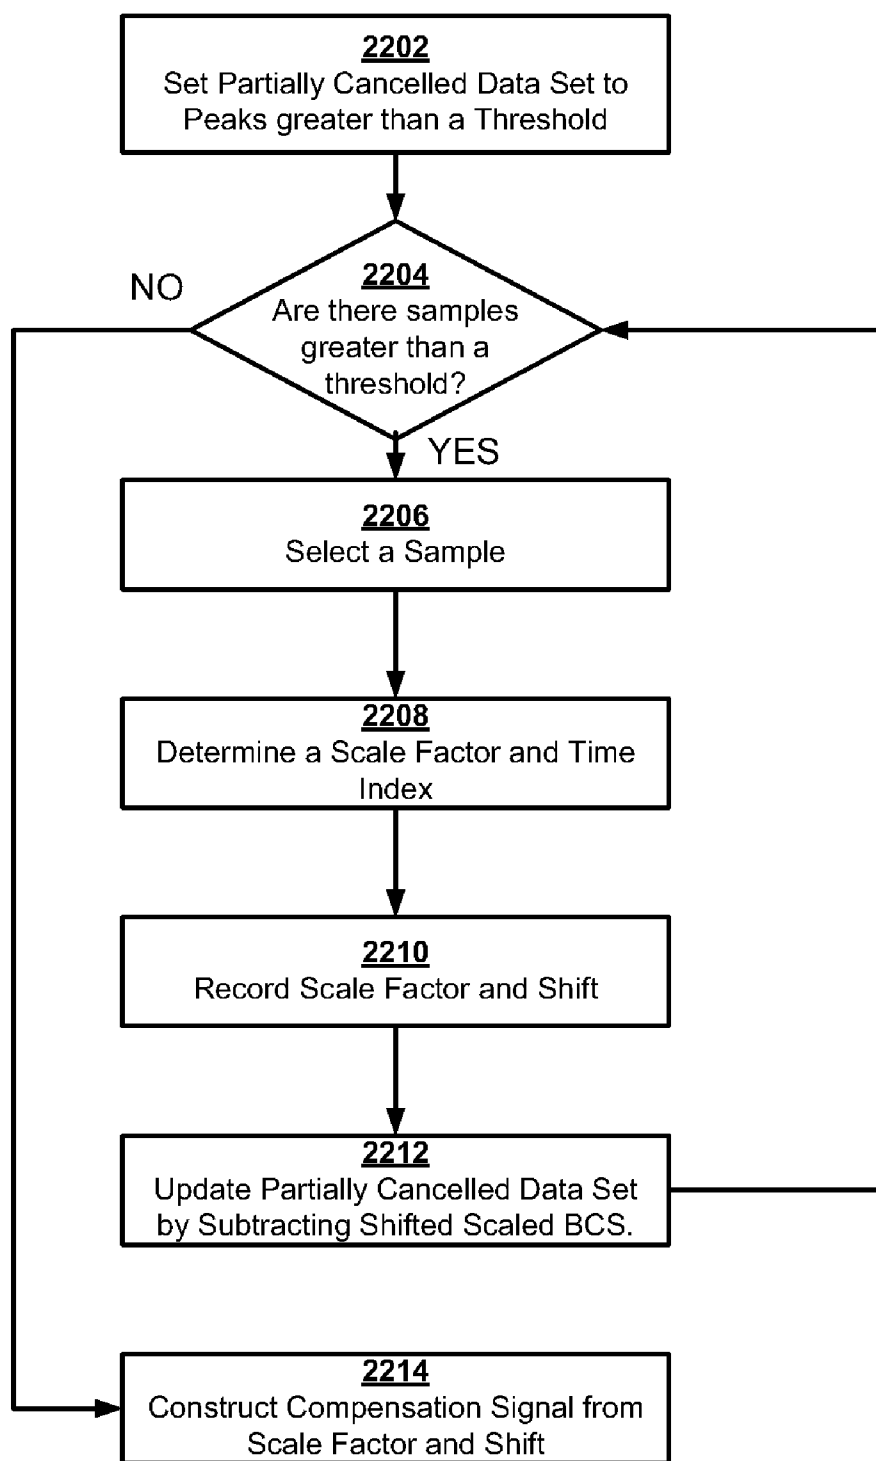 2202
Set Partially Cancelled Data Set to
Peaks greater than a Threshold
NO
2204
Are there samples
greater than a
threshold?
YES
2206
Select a Sample
2208
Determine a Scale Factor and Time
Index
2210
Record Scale Factor and Shift
2212
Update Partially Cancelled Data Set
by Subtracting Shifted Scaled BCS.
2214
Construct Compensation Signal from
Scale Factor and Shift